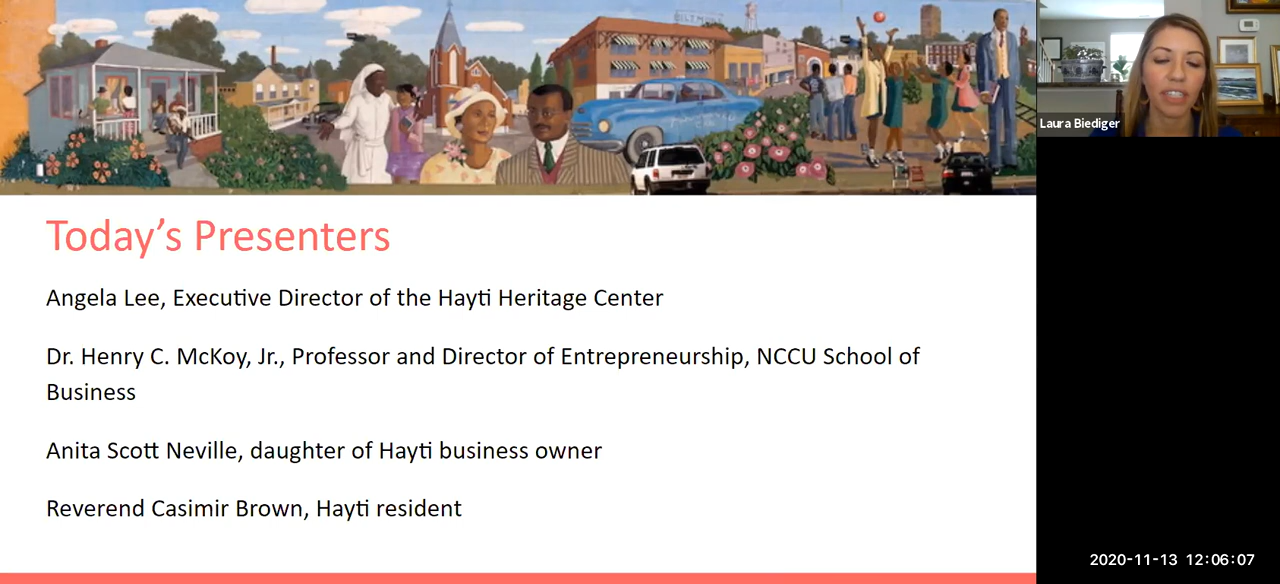 BILTMORE
Laura Biediger
Today's Presenters
Angela Lee, Executive Director of the Hayti Heritage Center
Dr. Henry C. McKoy, Jr., Professor and Director of Entrepreneurship, NCCU School of
Business
Anita Scott Neville, daughter of Hayti business owner
Reverend Casimir Brown, Hayti resident
2020-11-13 12:06:07